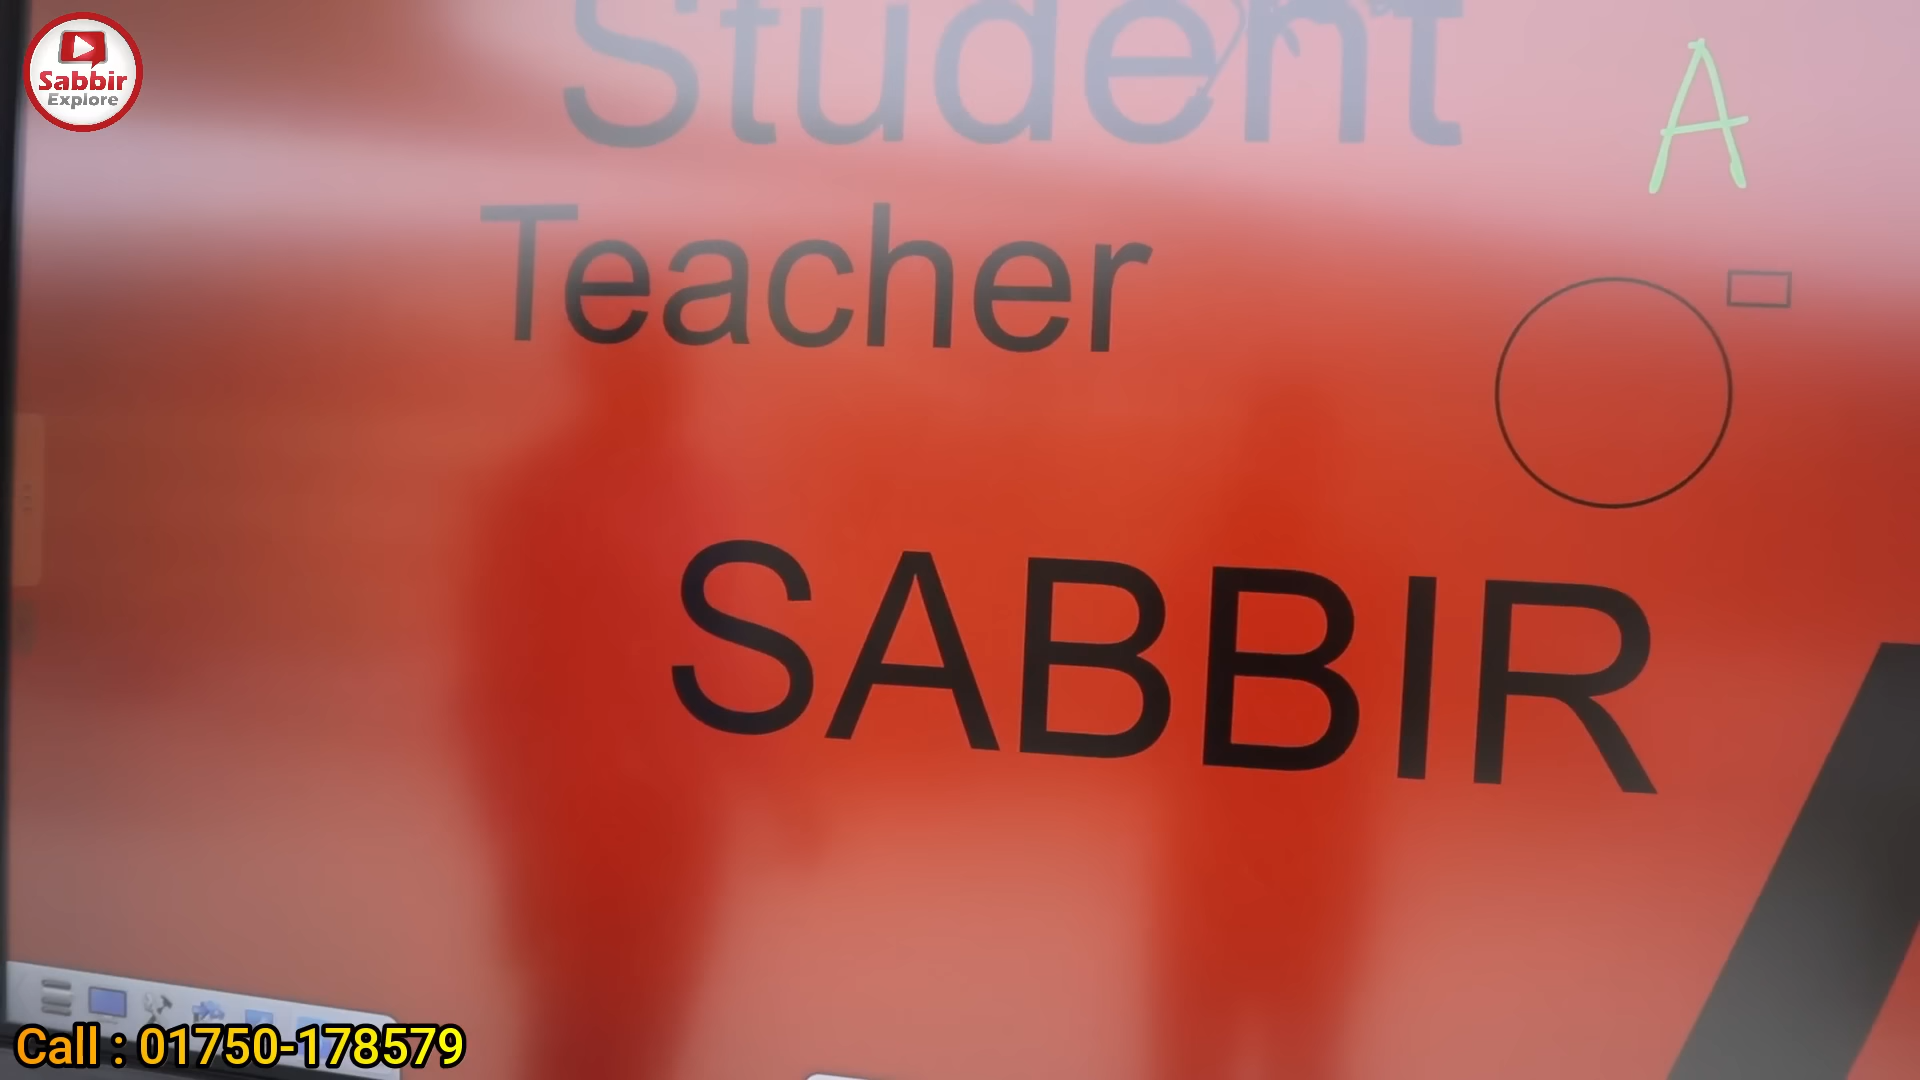 Sabbir
Explore
Student
A
Teacher
SABBIR
Call : 01750-178579